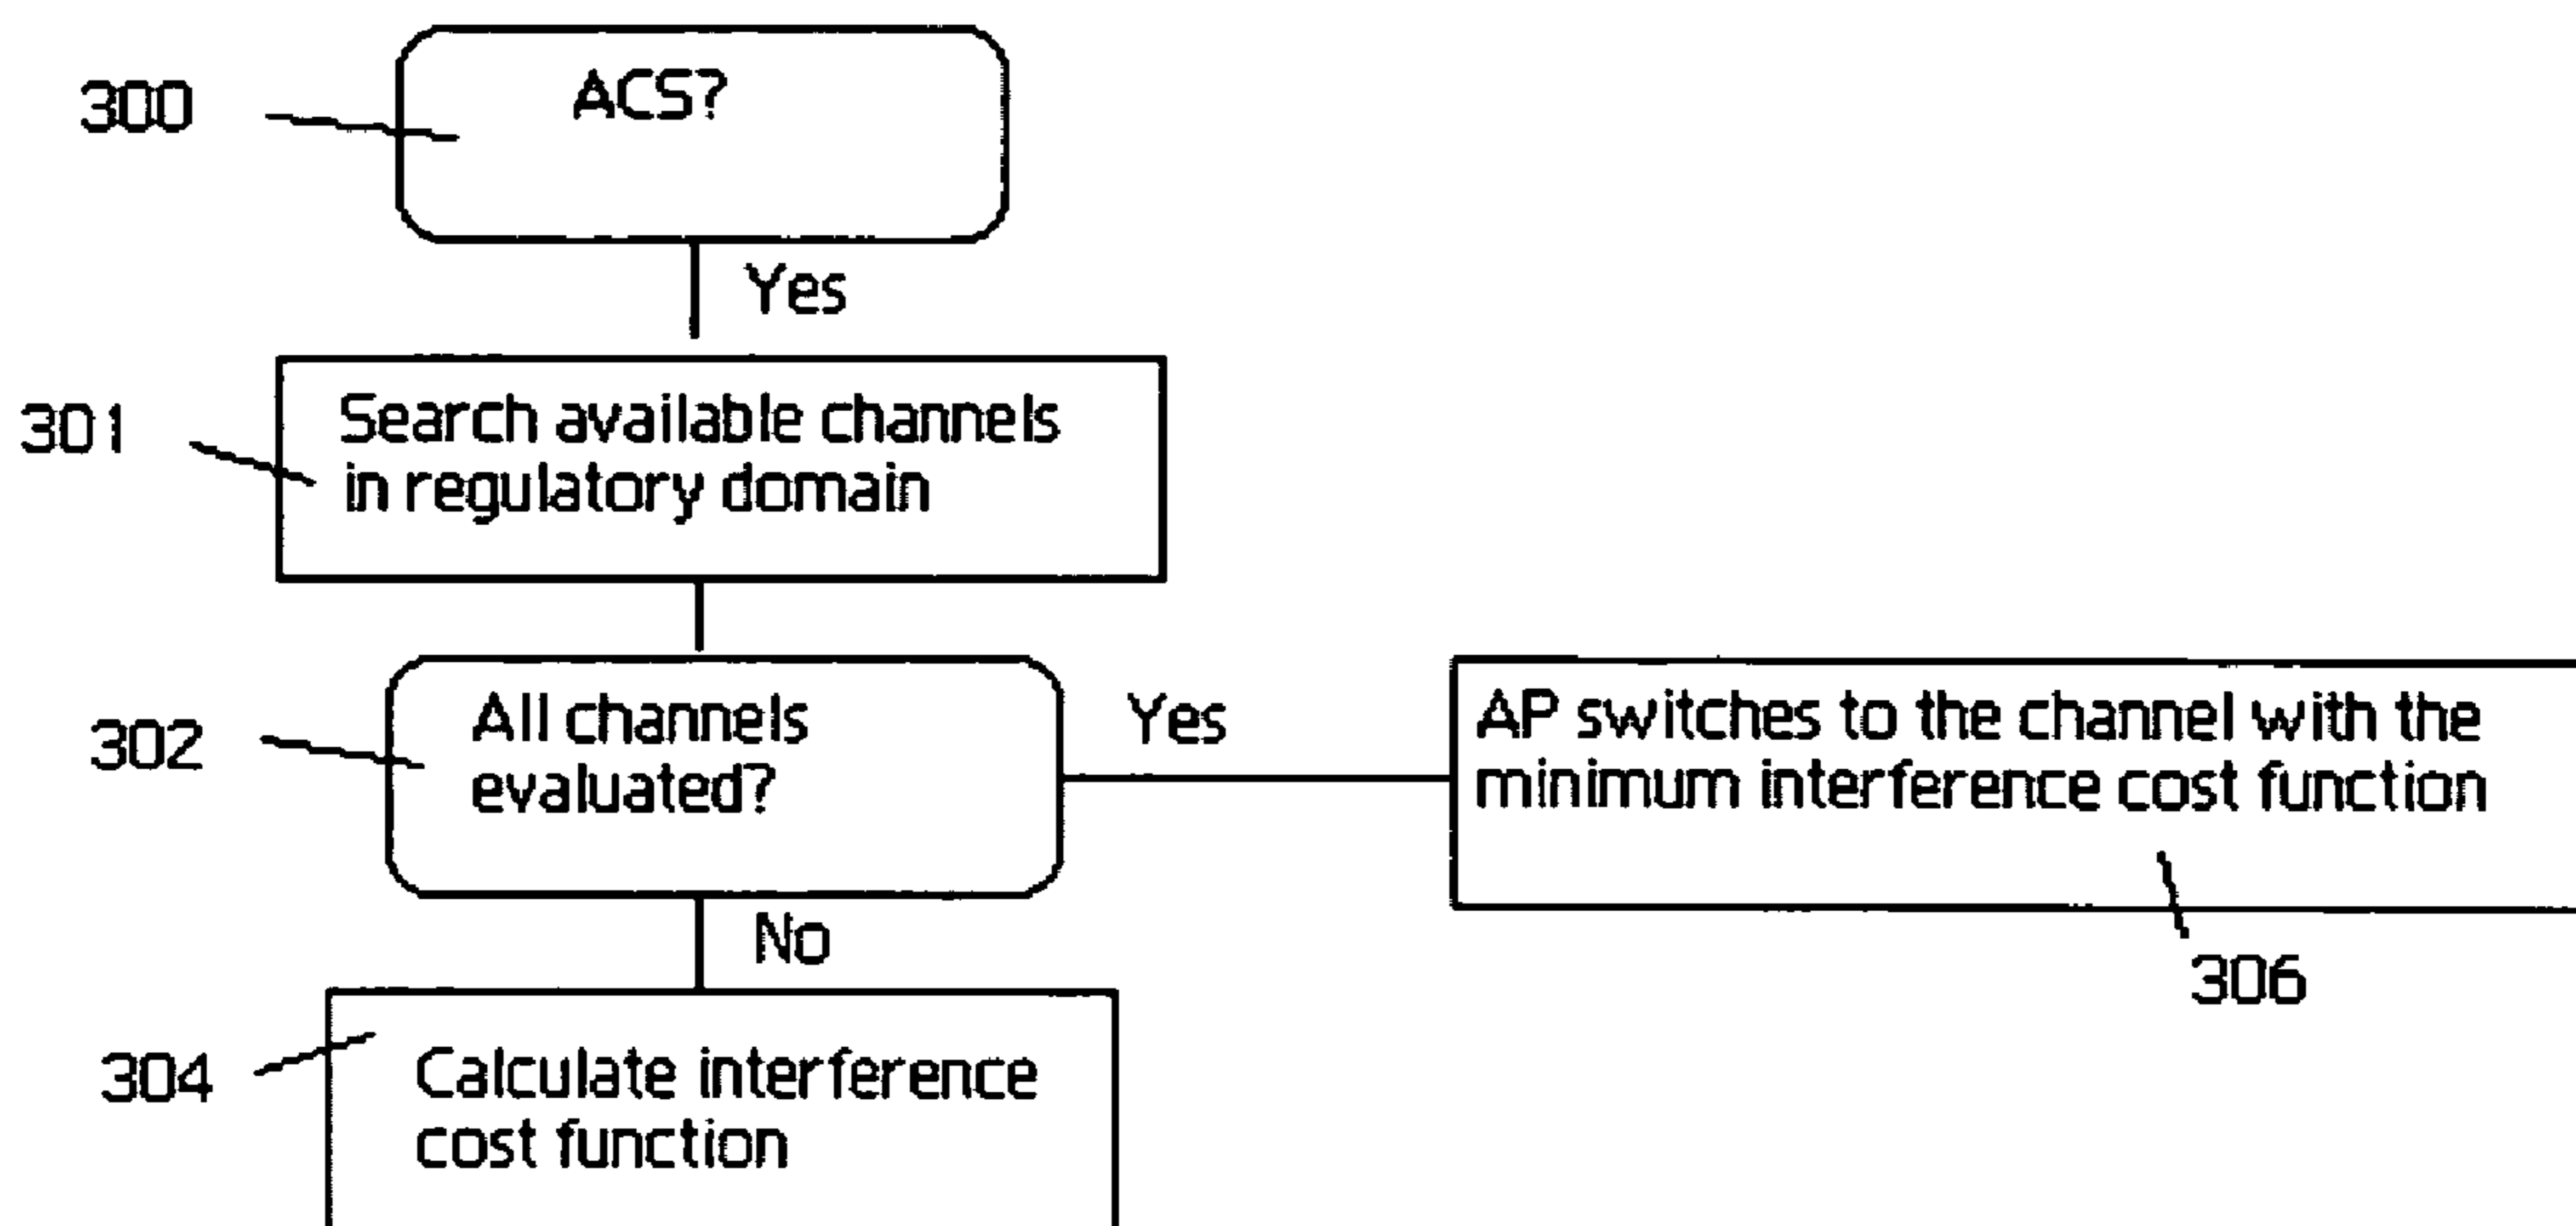 300
ACS?
Yes
301
Search available channels
in regulatory domain
302
All channels
evaluated?
Yes
AP switches to the channel with the
minimum interference cost function
306
No
304
Calculate interference
cost function